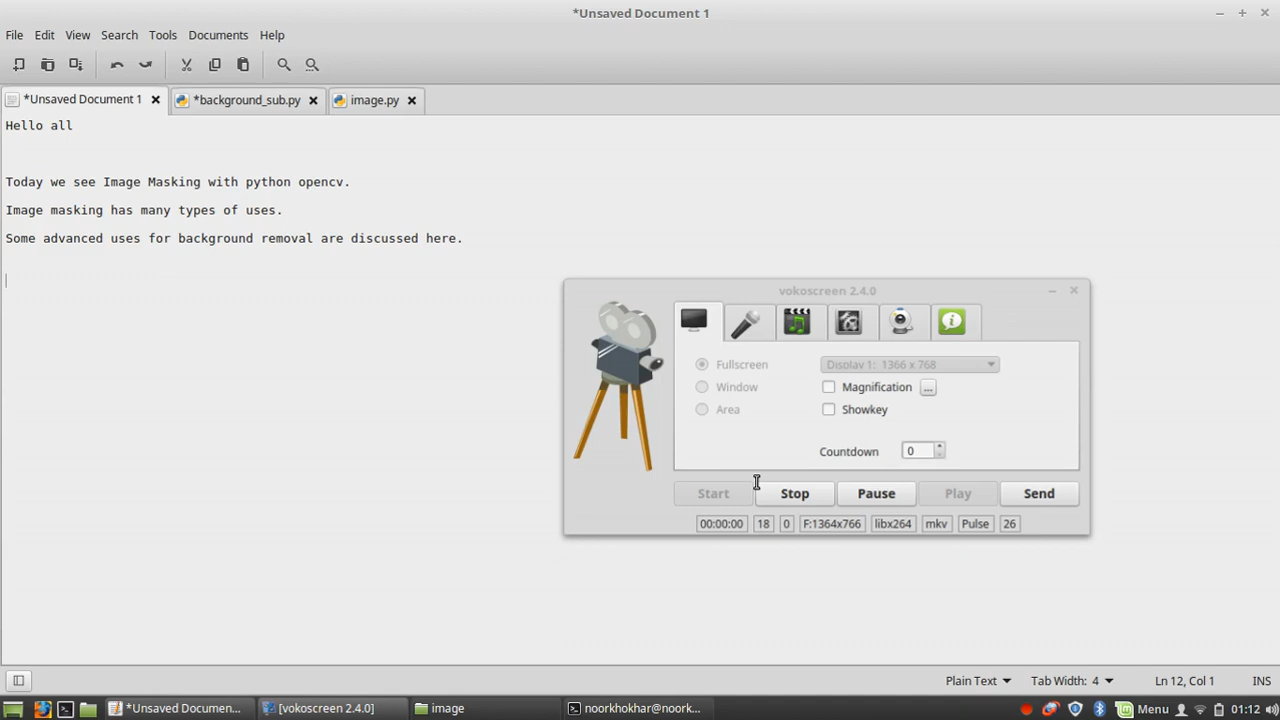 *Unsaved Document 1
File Edit View Search Tools Documents Help
*Unsaved Document 1 *background_sub.py image.py
Hello all
Today we see Image Masking with python opencv.
Image masking has many types of uses.
Some advanced uses for background removal are discussed here.
vokoscreen 2.4.0
Fullscreen Display 1: 1366 x 768
Window Magnification ...
Area Showkey
Countdown 0
Start Stop Pause Play Send
00:00:00 18 0 F:1364x766 libx264 mkv Pulse 26
Plain Text Tab Width: 4 Ln 12, Col 1 INS
*Unsaved Documen... [vokoscreen 2.4.0] image noorkhokhar@noork... Menu 01:12